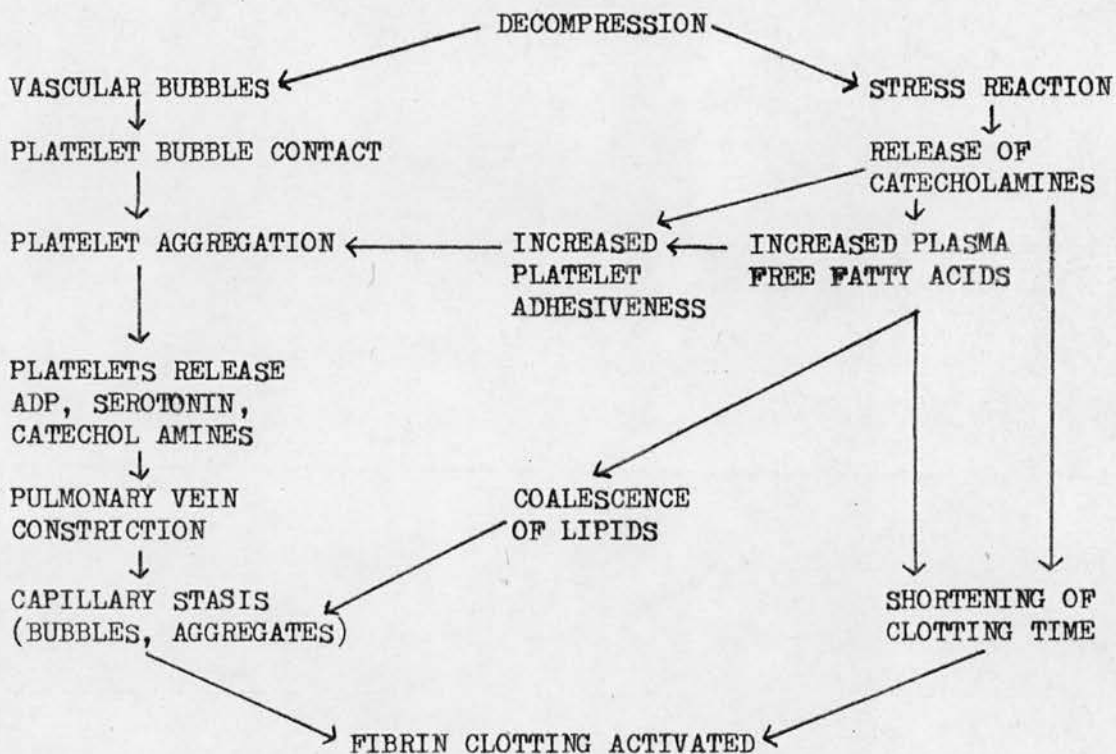 DECOMPRESSION
VASCULAR BUBBLES
STRESS REACTION
PLATELET BUBBLE CONTACT
RELEASE OF
CATECHOLAMINES
PLATELET AGGREGATION
INCREASED
PLATELET
ADHESIVENESS
INCREASED PLASMA
FREE FATTY ACIDS
PLATELETS RELEASE
ADP, SEROTONIN,
CATECHOL AMINES
PULMONARY VEIN
CONSTRICTION
COALESCENCE
OF LIPIDS
CAPILLARY STASIS
(BUBBLES, AGGREGATES)
SHORTENING OF
CLOTTING TIME
FIBRIN CLOTTING ACTIVATED